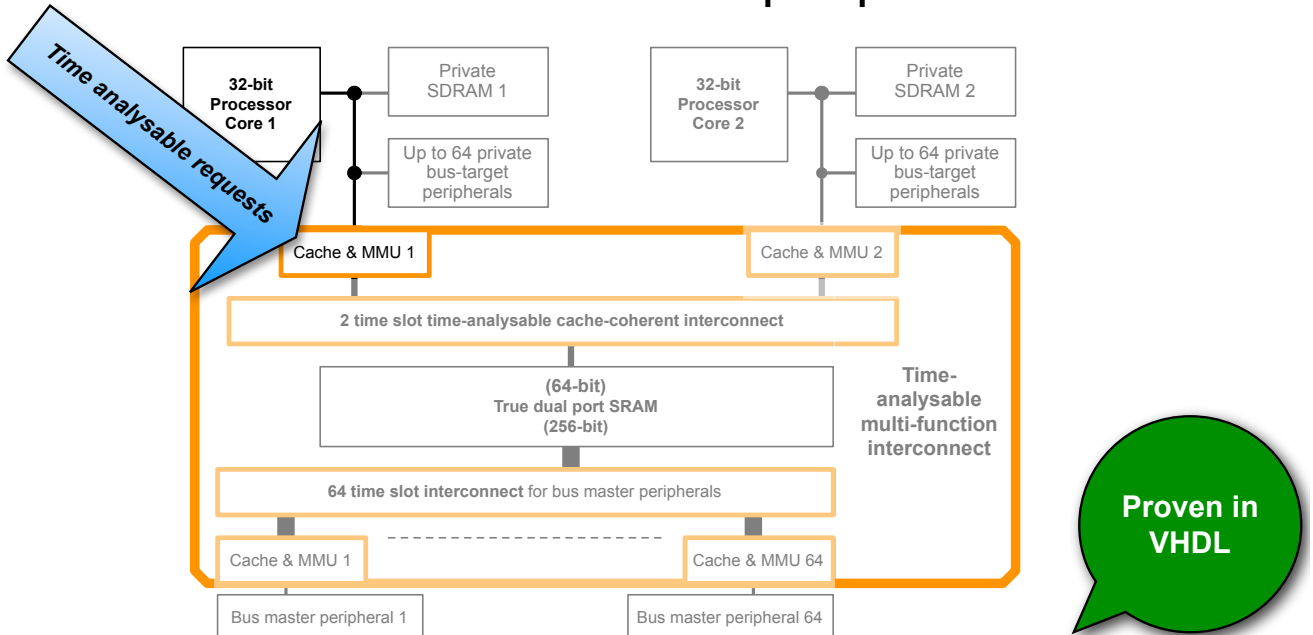 Time analysable requests
32-bit
Processor
Core 1
Private
SDRAM 1
32-bit
Processor
Core 2
Private
SDRAM 2
Up to 64 private
bus-target
peripherals
Up to 64 private
bus-target
peripherals
Cache & MMU 1
Cache & MMU 2
2 time slot time-analysable cache-coherent interconnect
(64-bit)
True dual port SRAM
(256-bit)
Time-
analysable
multi-function
interconnect
64 time slot interconnect for bus master peripherals
Proven in
VHDL
Cache & MMU 1
Cache & MMU 64
Bus master peripheral 1
Bus master peripheral 64